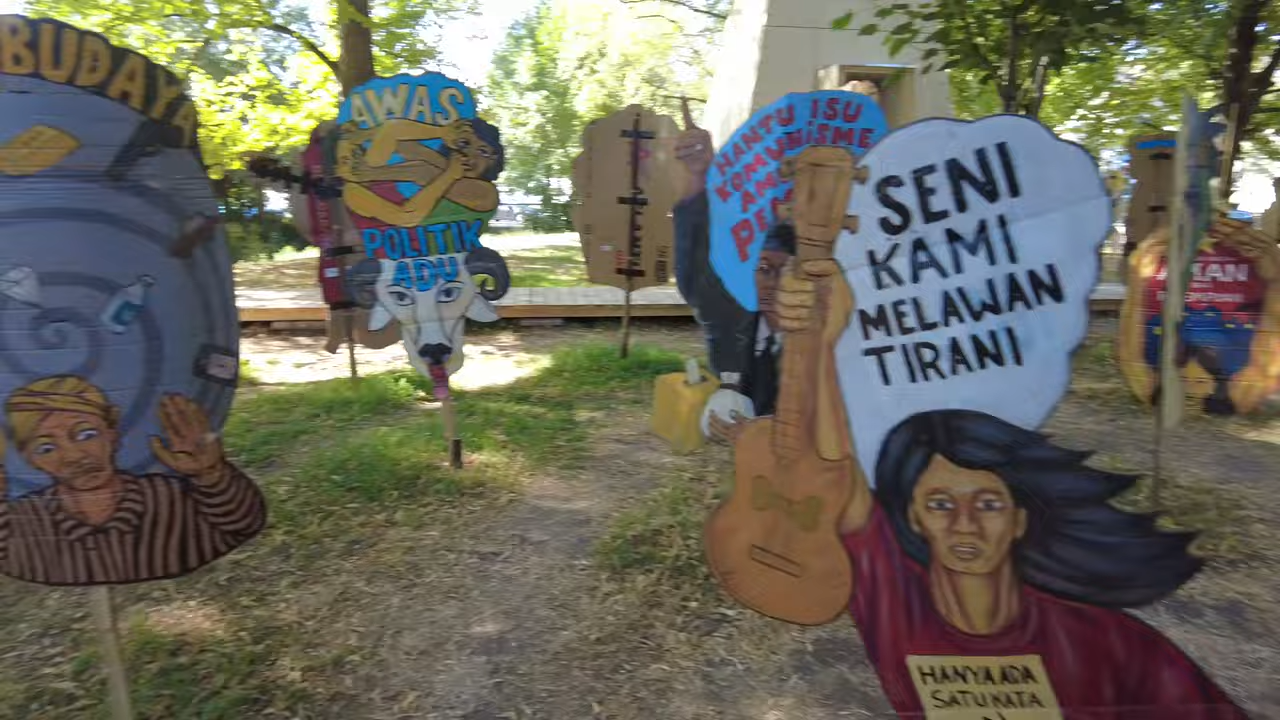 BUDAYA
AWAS
POLITIK
ADU
HANTU ISU
KOMUNISME
SENI
KAMI
MELAWAN
TIRANI
HANYA ADA
SATU KATA